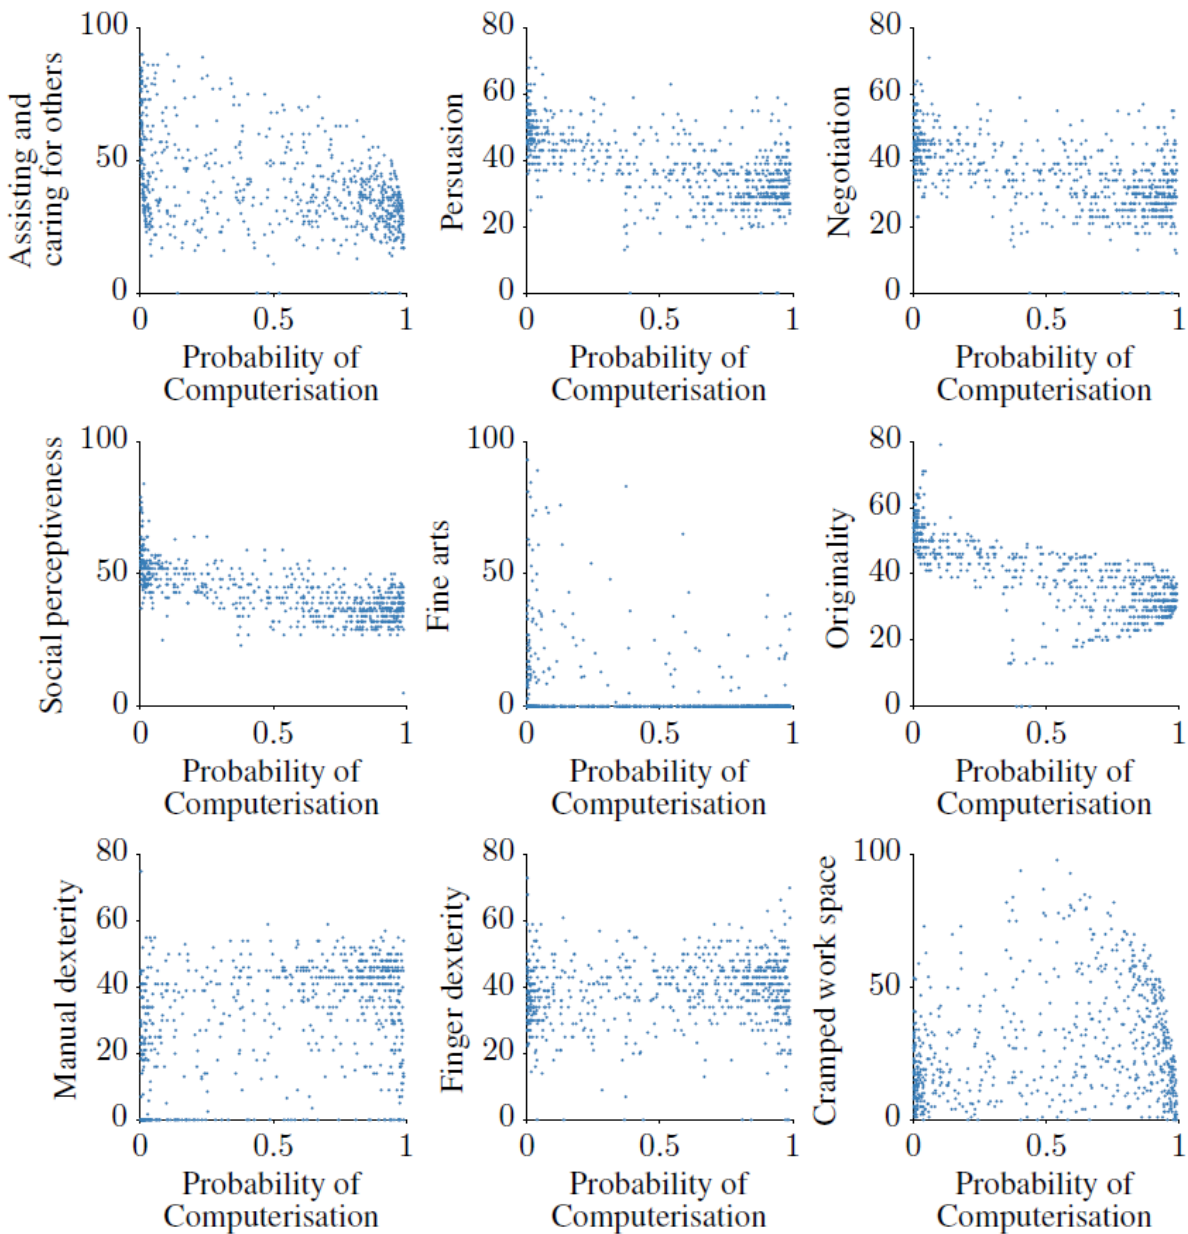 100
50
0
Assisting and
caring for others
0 0.5 1
Probability of
Computerisation
80
60
40
20
0
Persuasion
0 0.5 1
Probability of
Computerisation
80
60
40
20
0
Negotiation
0 0.5 1
Probability of
Computerisation
100
50
0
Social perceptiveness
0 0.5 1
Probability of
Computerisation
100
50
0
Fine arts
0 0.5 1
Probability of
Computerisation
80
60
40
20
0
Originality
0 0.5 1
Probability of
Computerisation
80
60
40
20
0
Manual dexterity
0 0.5 1
Probability of
Computerisation
80
60
40
20
0
Finger dexterity
0 0.5 1
Probability of
Computerisation
100
50
0
Cramped work space
0 0.5 1
Probability of
Computerisation